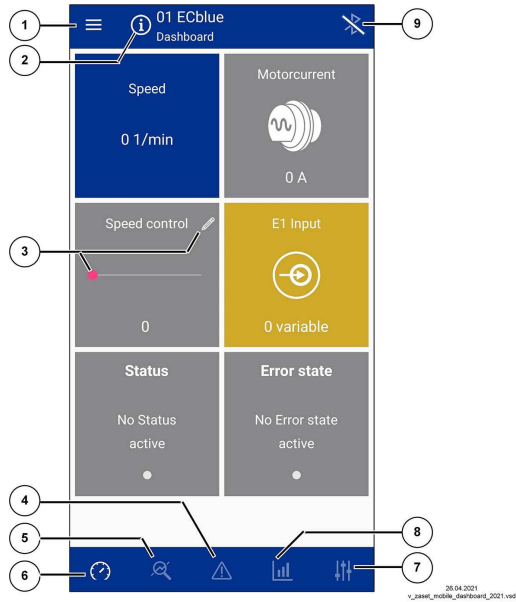 1
01 ECblue
9
Dashboard
2
Speed
Motorcurrent
0 1/min
0 A
3
Speed control
E1 Input
0
0 variable
Status
Error state
No Status
active
No Error state
active
4
5
8
6
7
26.04.2021
v_zaset_mobile_dashboard_2021.vsd